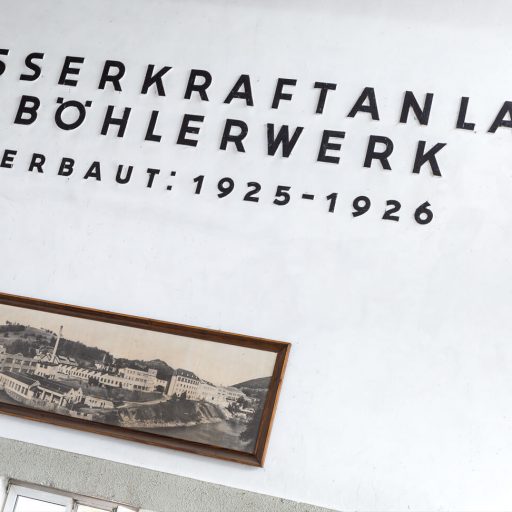 SSERKRAFTANLA
BÖHLERWERK
ERBAUT: 1925-1926